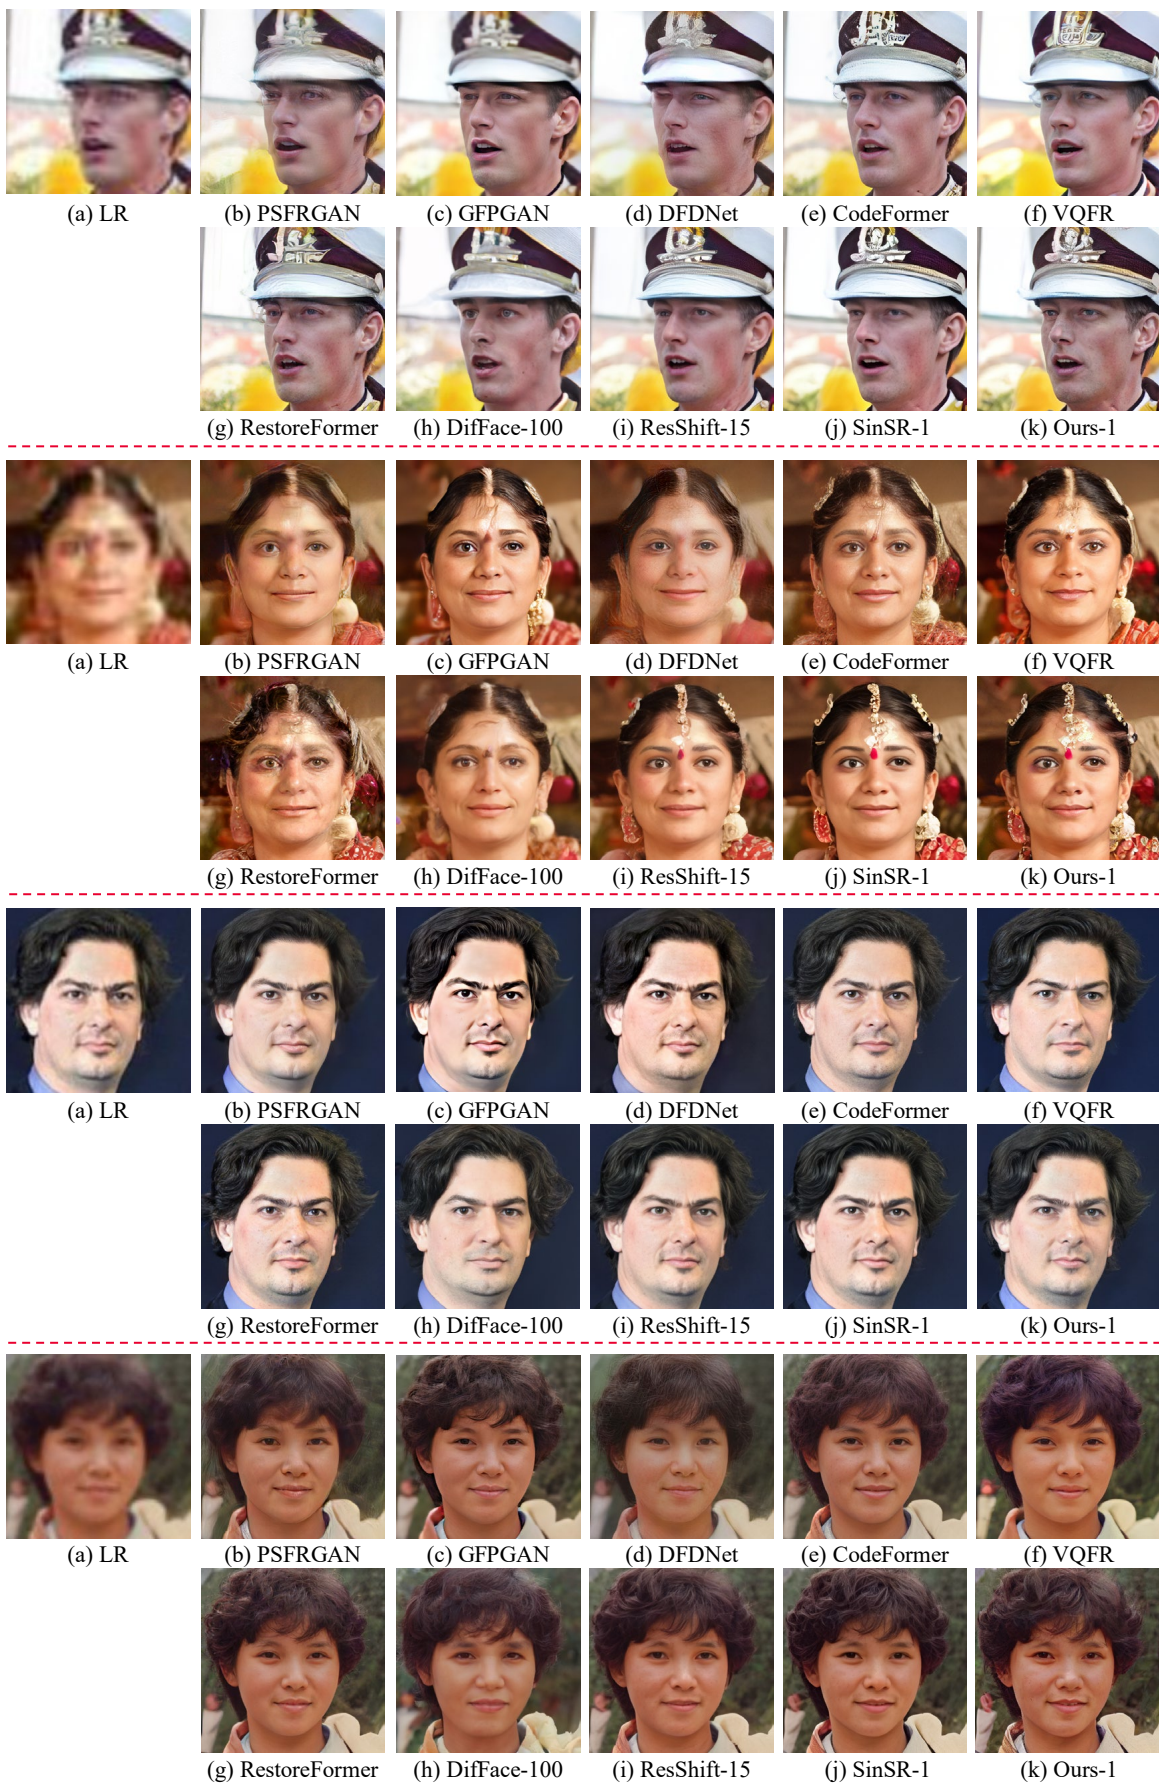 (a) LR (b) PSFRGAN (c) GFPGAN (d) DFDNet (e) CodeFormer (f) VQFR
(g) RestoreFormer (h) DifFace-100 (i) ResShift-15 (j) SinSR-1 (k) Ours-1
(a) LR (b) PSFRGAN (c) GFPGAN (d) DFDNet (e) CodeFormer (f) VQFR
(g) RestoreFormer (h) DifFace-100 (i) ResShift-15 (j) SinSR-1 (k) Ours-1
(a) LR (b) PSFRGAN (c) GFPGAN (d) DFDNet (e) CodeFormer (f) VQFR
(g) RestoreFormer (h) DifFace-100 (i) ResShift-15 (j) SinSR-1 (k) Ours-1
(a) LR (b) PSFRGAN (c) GFPGAN (d) DFDNet (e) CodeFormer (f) VQFR
(g) RestoreFormer (h) DifFace-100 (i) ResShift-15 (j) SinSR-1 (k) Ours-1